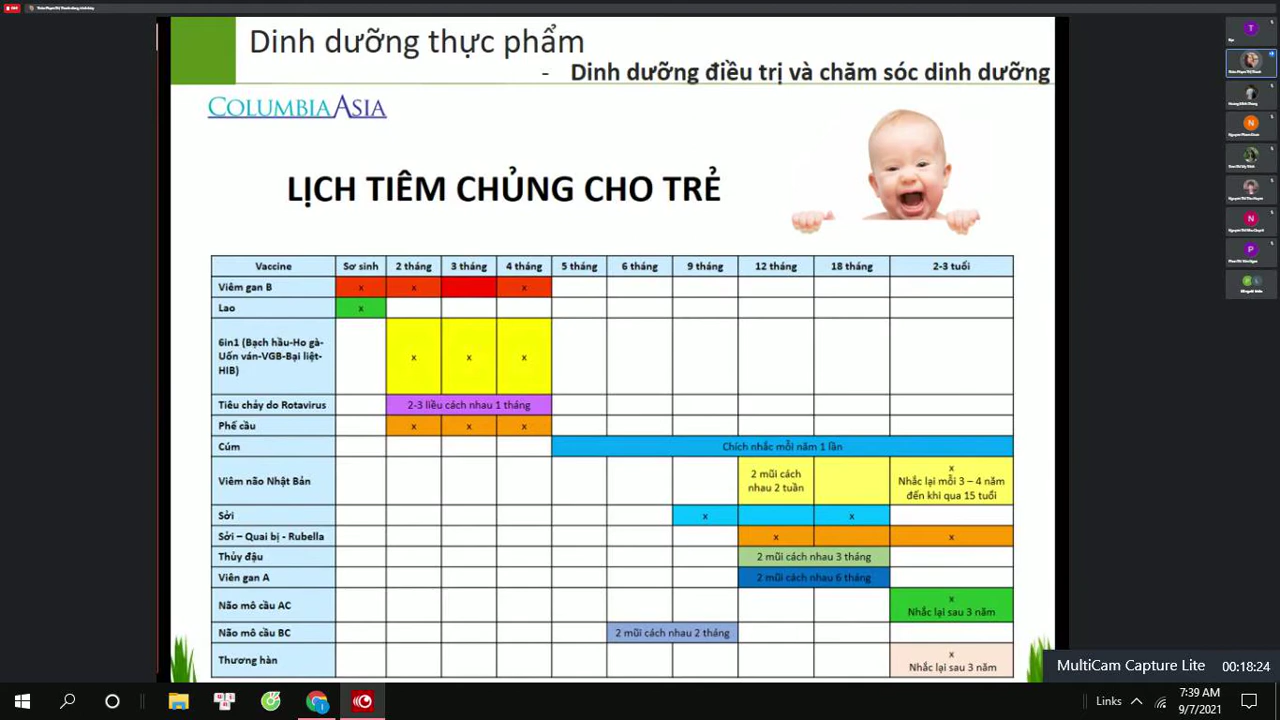 Dinh dưỡng thực phẩm
- Dinh dưỡng điều trị và chăm sóc dinh dưỡng
COLUMBIA ASIA
LỊCH TIÊM CHỦNG CHO TRẺ
Vaccine Sơ sinh 2 tháng 3 tháng 4 tháng 5 tháng 6 tháng 9 tháng 12 tháng 18 tháng 2-3 tuổi
Viêm gan B x x x
Lao x
6in1 (Bạch hầu-Ho gà-
Uốn ván-VGB-Bại liệt-
HIB)
x x x
Tiêu chảy do Rotavirus 2-3 liều cách nhau 1 tháng
Phế cầu x x x
Cúm Chích nhắc mỗi năm 1 lần
Viêm não Nhật Bản
2 mũi cách
nhau 2 tuần
x
Nhắc lại mỗi 3 – 4 năm
đến khi qua 15 tuổi
Sởi x x
Sởi – Quai bị - Rubella x x
Thủy đậu 2 mũi cách nhau 3 tháng
Viên gan A 2 mũi cách nhau 6 tháng
Não mô cầu AC
x
Nhắc lại sau 3 năm
Não mô cầu BC 2 mũi cách nhau 2 tháng
Thương hàn
x
Nhắc lại sau 3 năm
MultiCam Capture Lite 00:18:24
Links
7:39 AM
9/7/2021
T
N
N
P